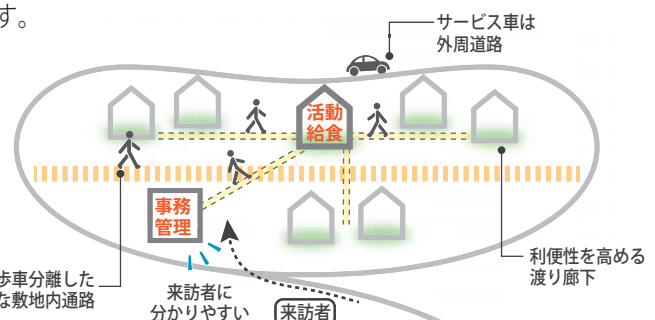 す。
サービス車は
外周道路
活動
給食
事務
管理
利便性を高める
渡り廊下
歩車分離した
な敷地内通路
来訪者に
分かりやすい
来訪者